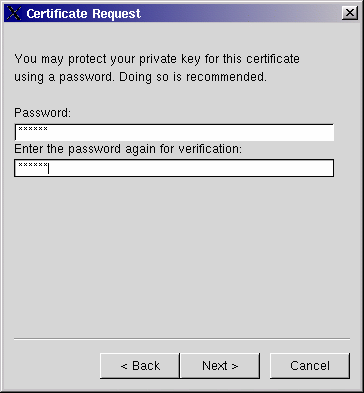 Certificate Request
You may protect your private key for this certificate
using a password. Doing so is recommended.
Password:
******
Enter the password again for verification:
******
< Back
Next >
Cancel